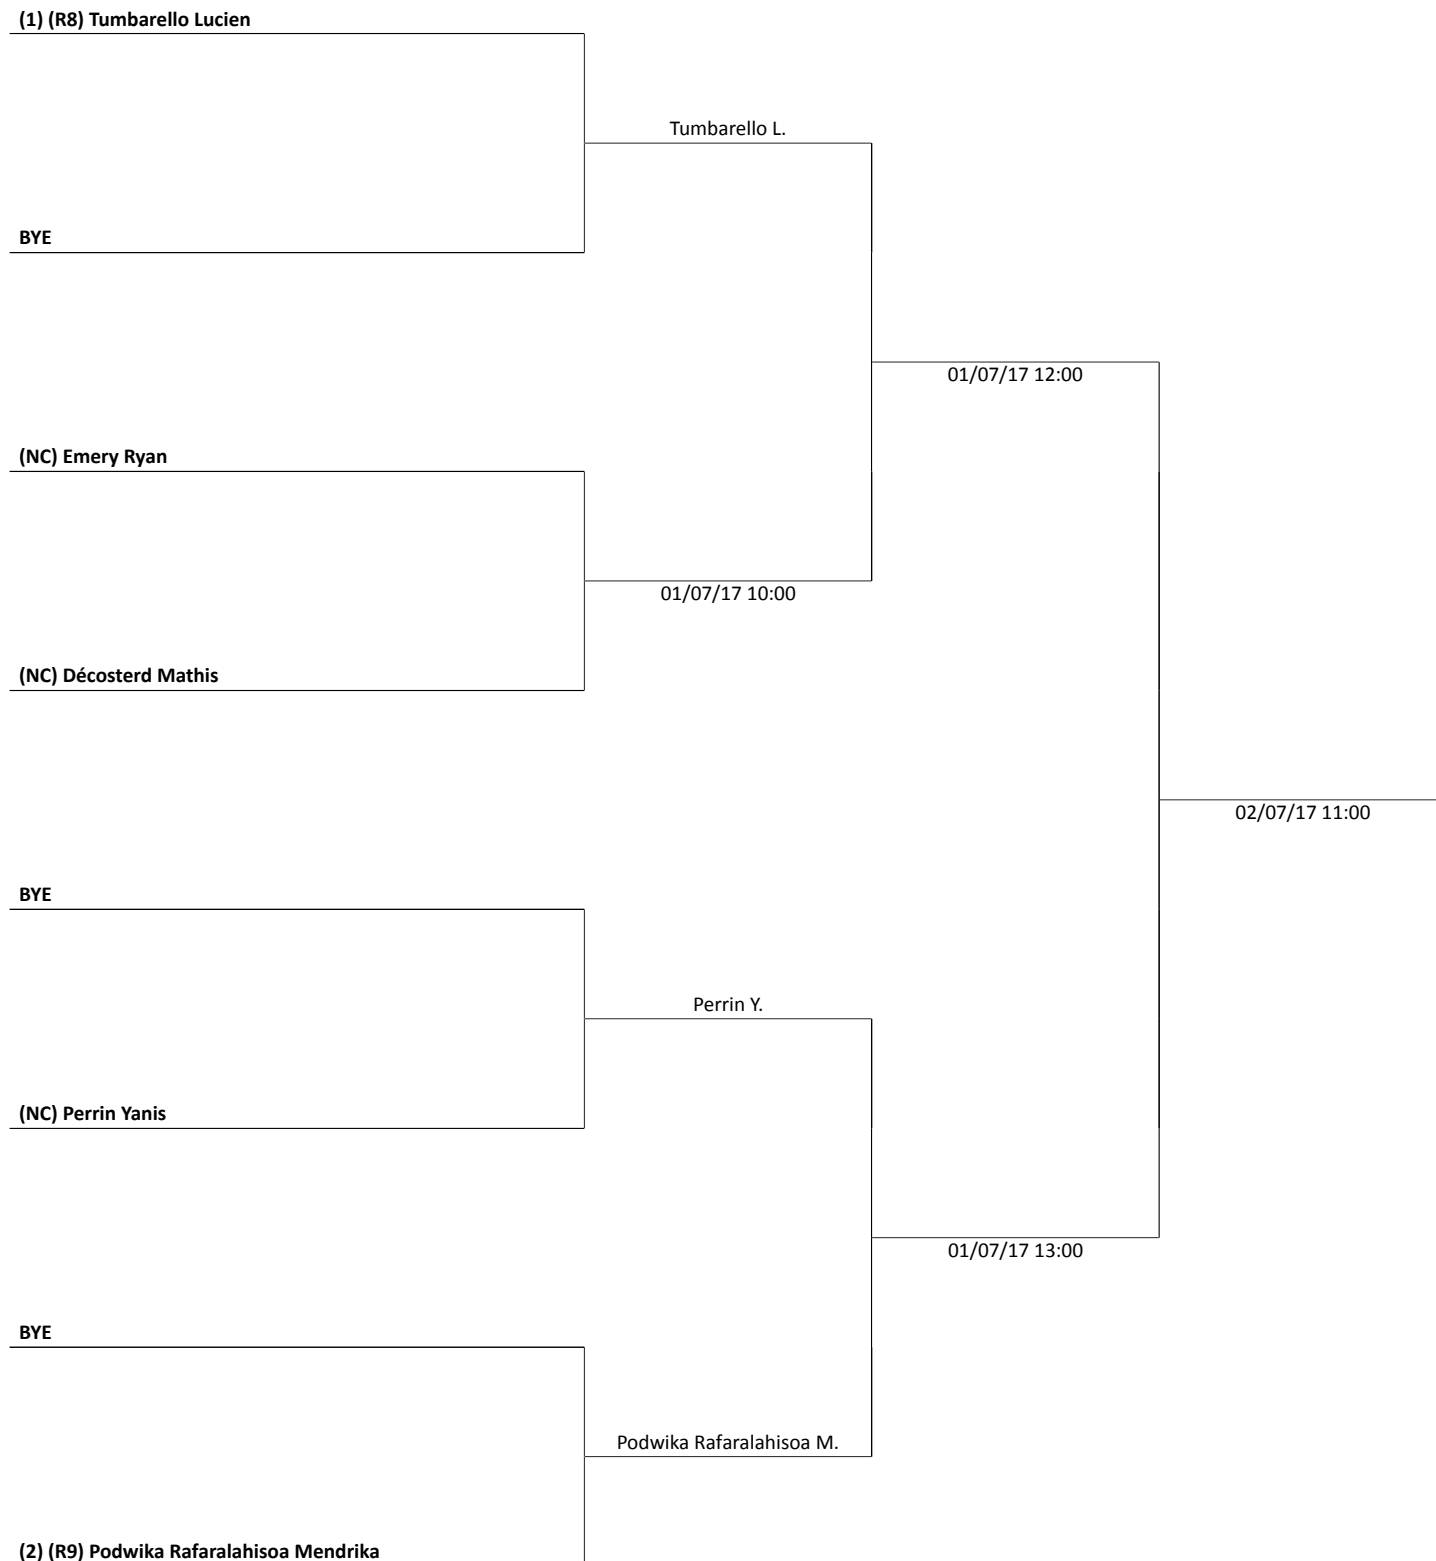 (1) (R8) Tumbarello Lucien
Tumbarello L.
BYE
01/07/17 12:00
(NC) Emery Ryan
01/07/17 10:00
(NC) Décosterd Mathis
02/07/17 11:00
BYE
Perrin Y.
(NC) Perrin Yanis
01/07/17 13:00
BYE
Podwika Rafaralahisoa M.
(2) (R9) Podwika Rafaralahisoa Mendrika